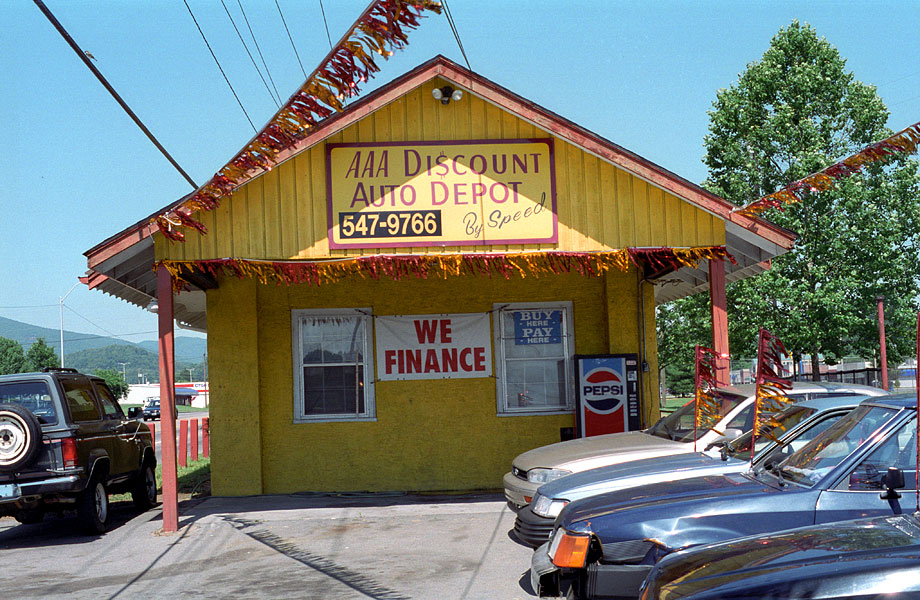 AAA DISCOUNT
AUTO DEPOT
547-9766
By Speed
WE
FINANCE
BUY
HERE
PAY
HERE
PEPSI